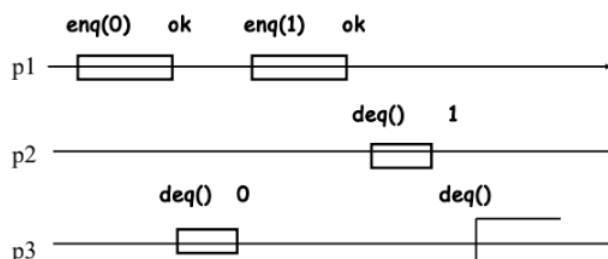 enq(0) ok enq(1) ok
p1
deq() 1
p2
deq() 0 deq()
p3